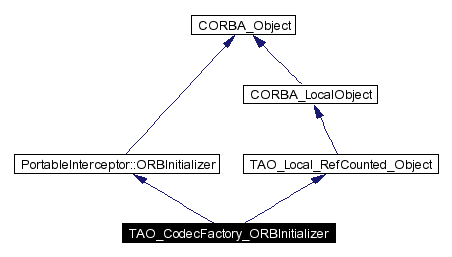 CORBA_Object
CORBA_LocalObject
PortableInterceptor::ORBInitializer
TAO_Local_RefCounted_Object
TAO_CodecFactory_ORBInitializer